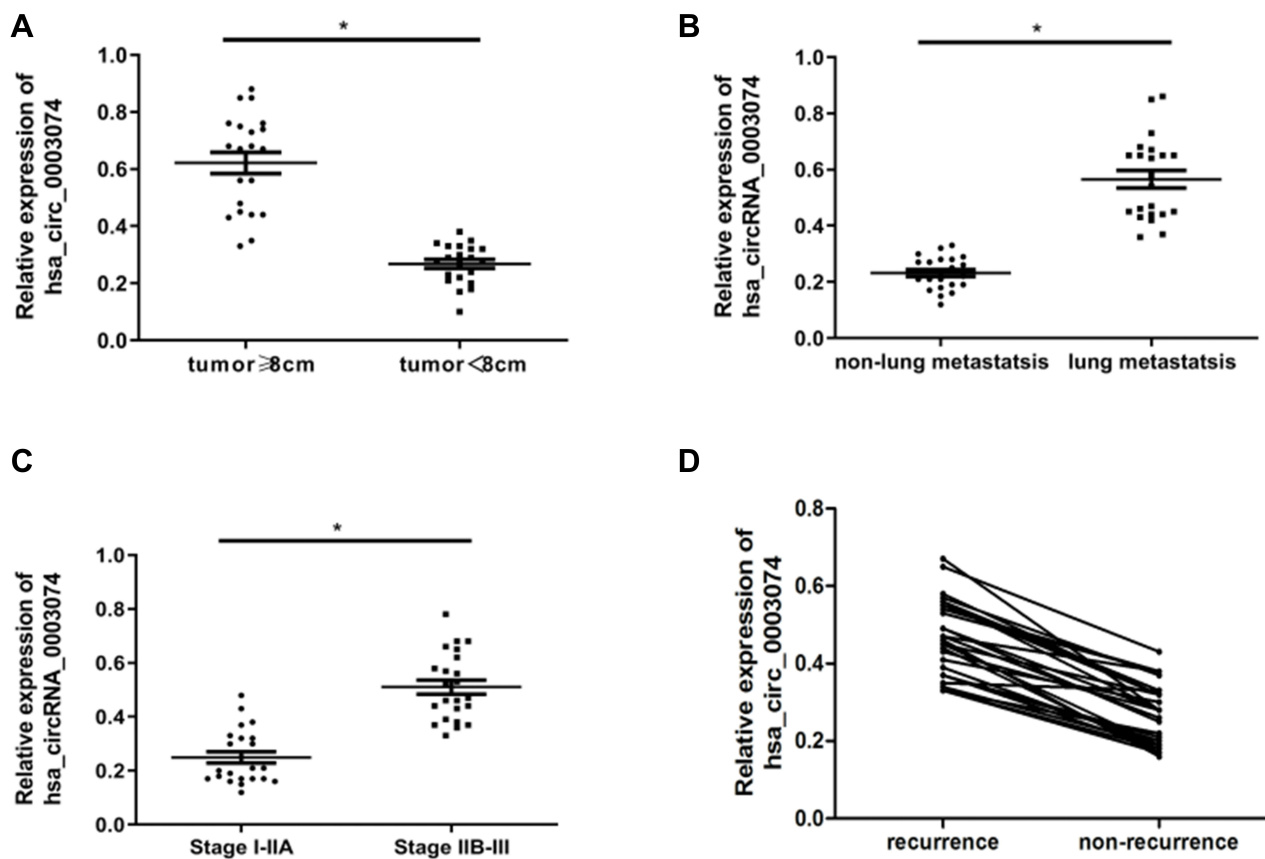 A
*
Relative expression of
hsa_circ_0003074
1.0
0.8
0.6
0.4
0.2
0.0
tumor ⩾8cm
tumor <8cm
B
*
Relative expression of
hsa_circRNA_0003074
1.0
0.8
0.6
0.4
0.2
0.0
non-lung metastatsis
lung metastatsis
C
*
Relative expression of
hsa_circRNA_0003074
1.0
0.8
0.6
0.4
0.2
0.0
Stage I-IIA
Stage IIB-III
D
Relative expression of
hsa_circ_0003074
0.8
0.6
0.4
0.2
0.0
recurrence
non-recurrence